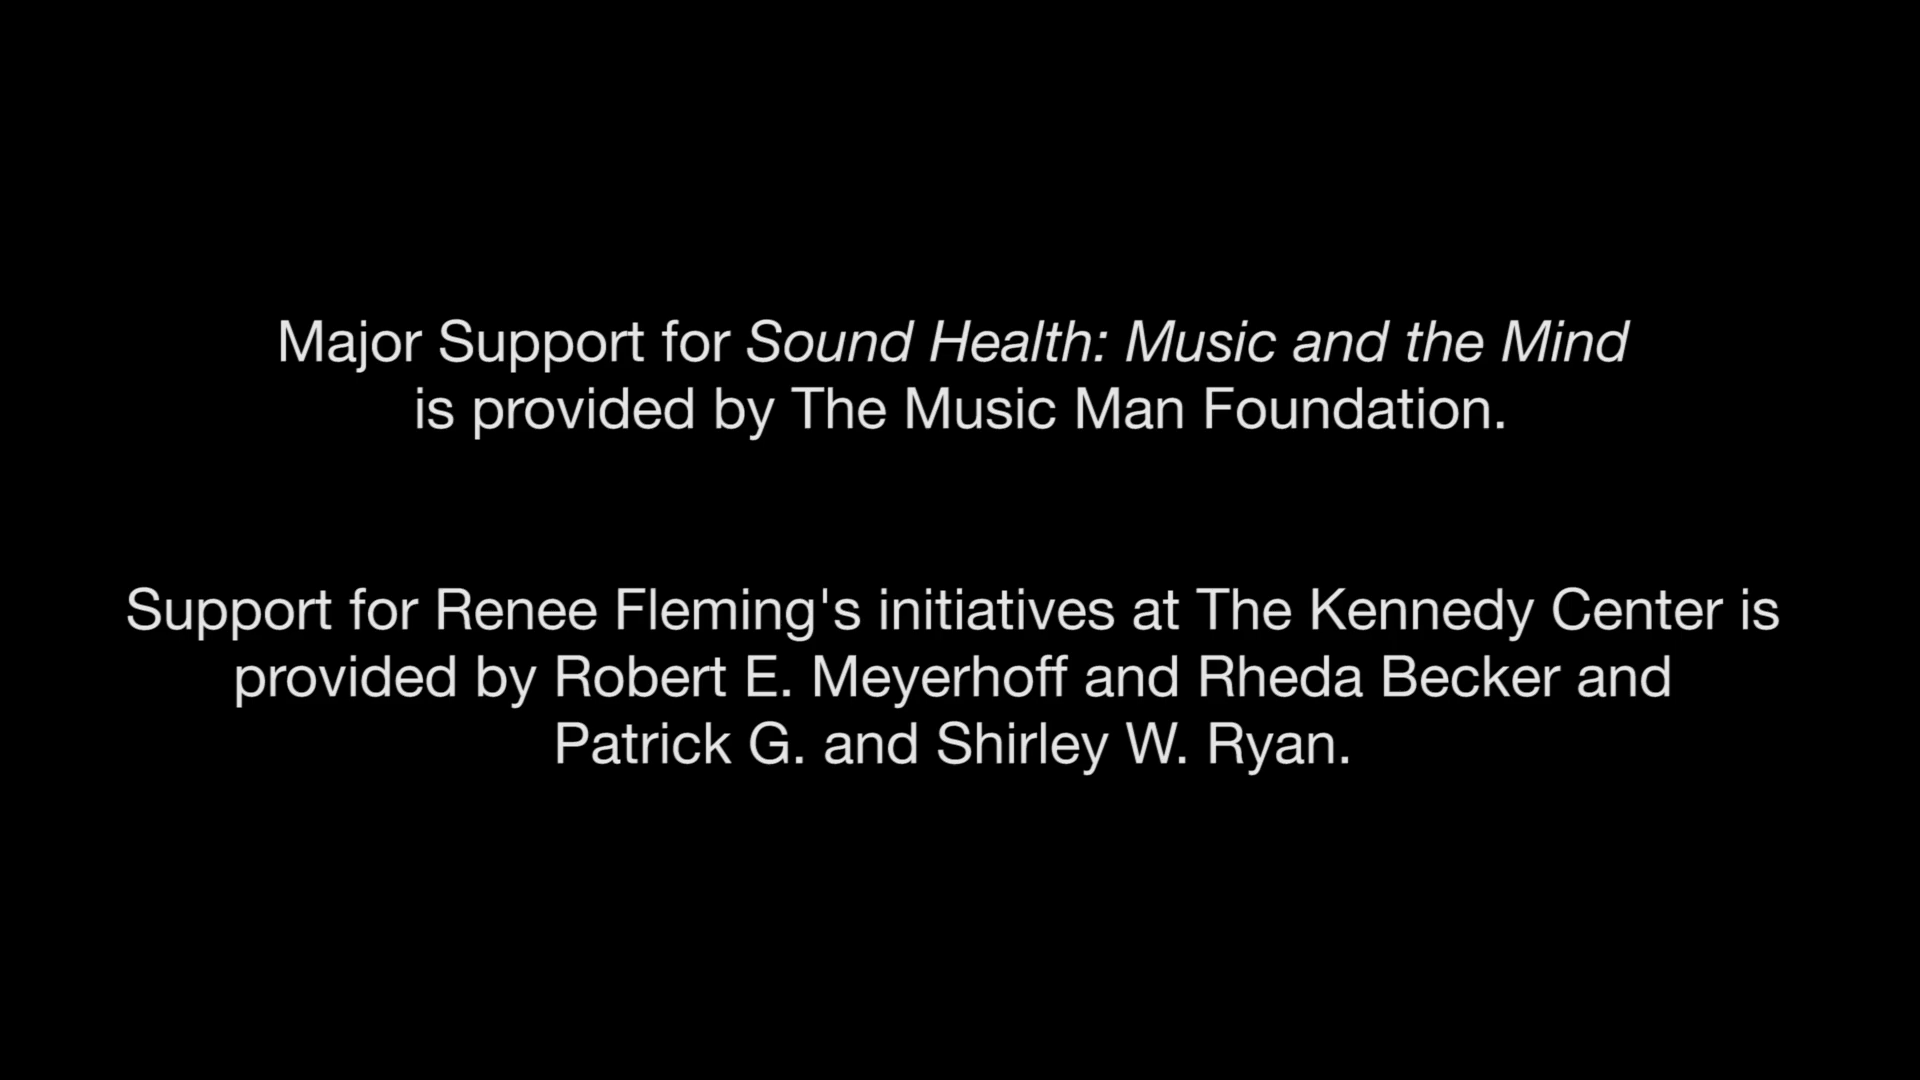 Major Support for Sound Health: Music and the Mind
is provided by The Music Man Foundation.
Support for Renee Fleming's initiatives at The Kennedy Center is
provided by Robert E. Meyerhoff and Rheda Becker and
Patrick G. and Shirley W. Ryan.